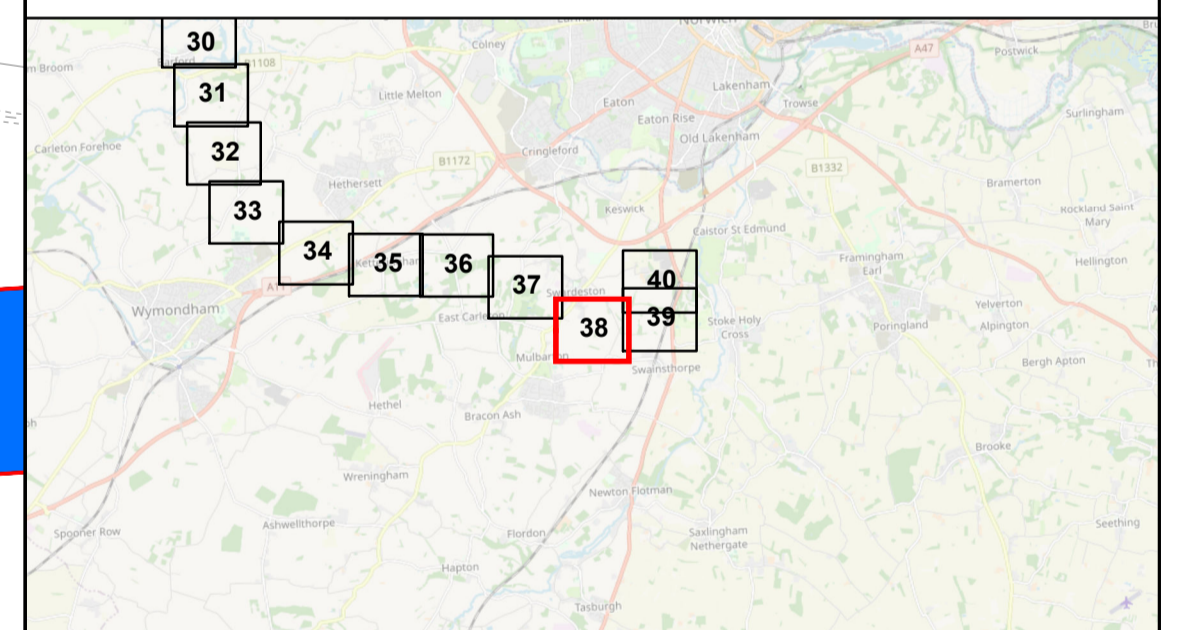 Norwich
30
Colney
A47
Postwick
B1108
31
Little Melton
Lakenham
Eaton
Trowse
Surlingham
Eaton Rise
Old Lakenham
Carleton Forehoe
32
Cringleford
B1172
B1332
Hethersett
Bramerton
33
Keswick
Rockland Saint
Mary
Caistor St Edmund
34
35
36
Framingham
Earl
Hellington
40
37
Swardeston
Wymondham
East Carleton
39
38
Stoke Holy
Cross
Poringland
Yelverton
Alpington
Mulbarton
Swainsthorpe
Bergh Apton
Hethel
Bracon Ash
Brooke
Wreningham
Newton Flotman
Ashwellthorpe
Spooner Row
Flordon
Saxlingham
Nethergate
Seething
Hapton
Tasburgh